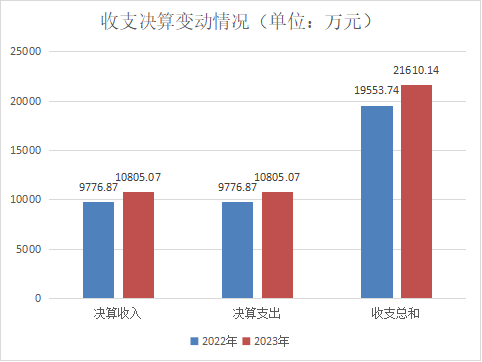 收支决算变动情况（单位：万元）
25000
20000
15000
10000
5000
0
9776.87
10805.07
9776.87
10805.07
19553.74
21610.14
决算收入
决算支出
收支总和
2022年
2023年